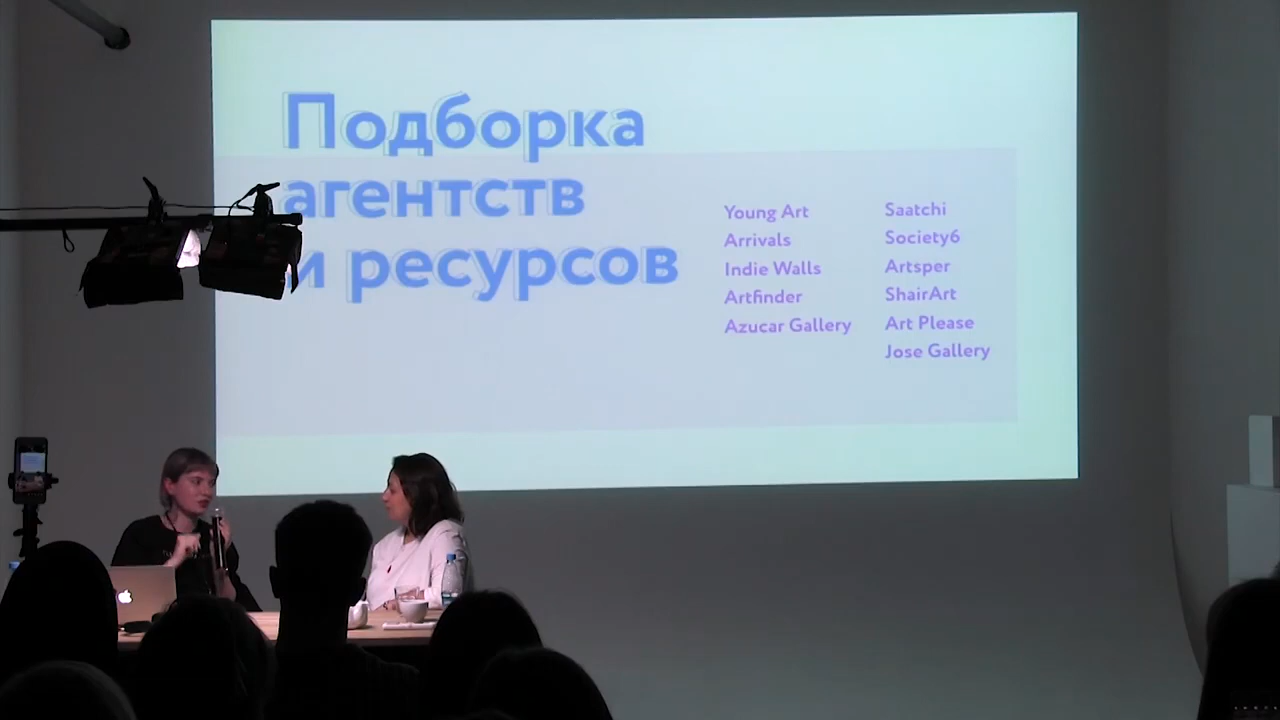 Подборка
агентств
и ресурсов
Young Art
Arrivals
Indie Walls
Artfinder
Azucar Gallery
Saatchi
Society6
Artsper
ShairArt
Art Please
Jose Gallery